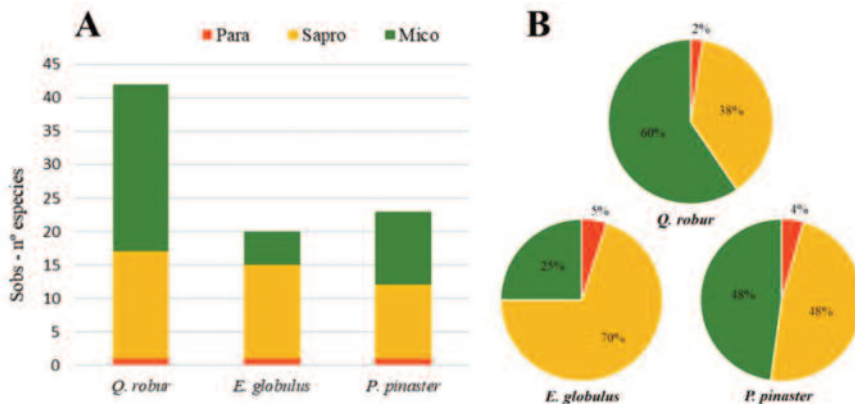 A
Para Sapro Mico
Sobs - nº especies
45
40
35
30
25
20
15
10
5
0
Q. robur E. globulus P. pinaster
B
2%
38%
60%
Q. robur
5%
25%
70%
E. globulus
4%
48%
48%
P. pinaster